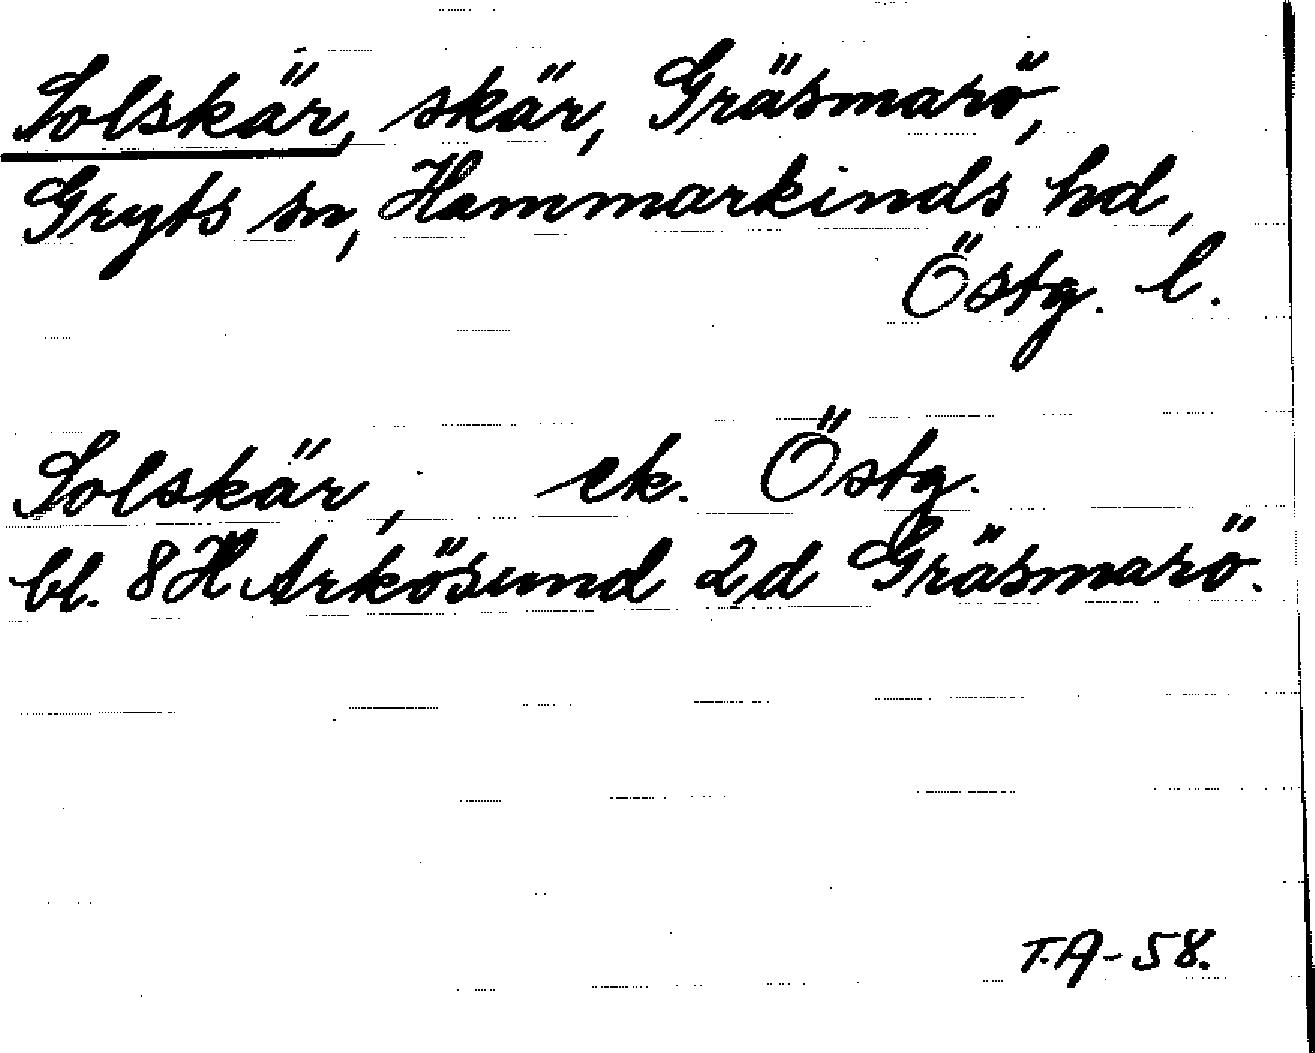 Solskär, skär, Gräsmarö,
Gryts sn, Hammarkinds hd,
Östg. l.
Solskär, ek. Östg.
bl. 8H Arkösund 2d Gräsmarö.
T.A-58.